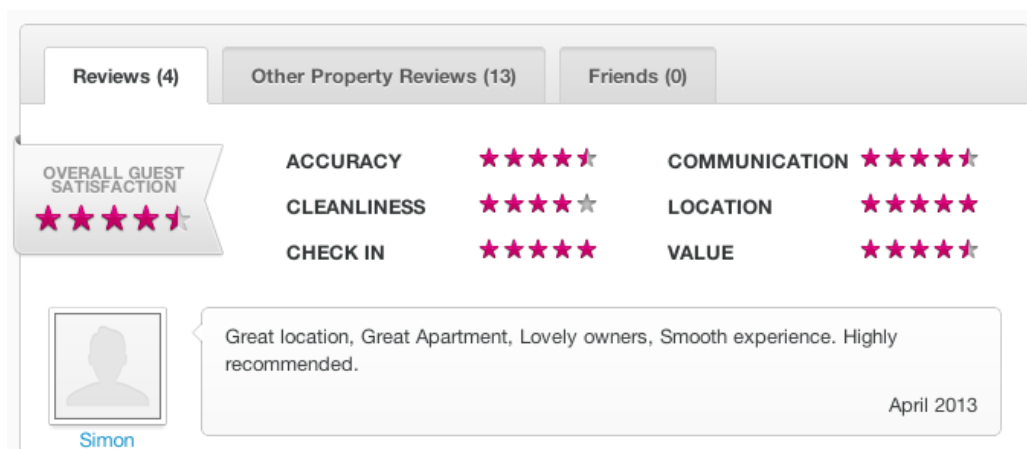 Reviews (4)
Other Property Reviews (13)
Friends (0)
OVERALL GUEST
SATISFACTION
ACCURACY
COMMUNICATION
CLEANLINESS
LOCATION
CHECK IN
VALUE
Great location, Great Apartment, Lovely owners, Smooth experience. Highly
recommended.
April 2013
Simon